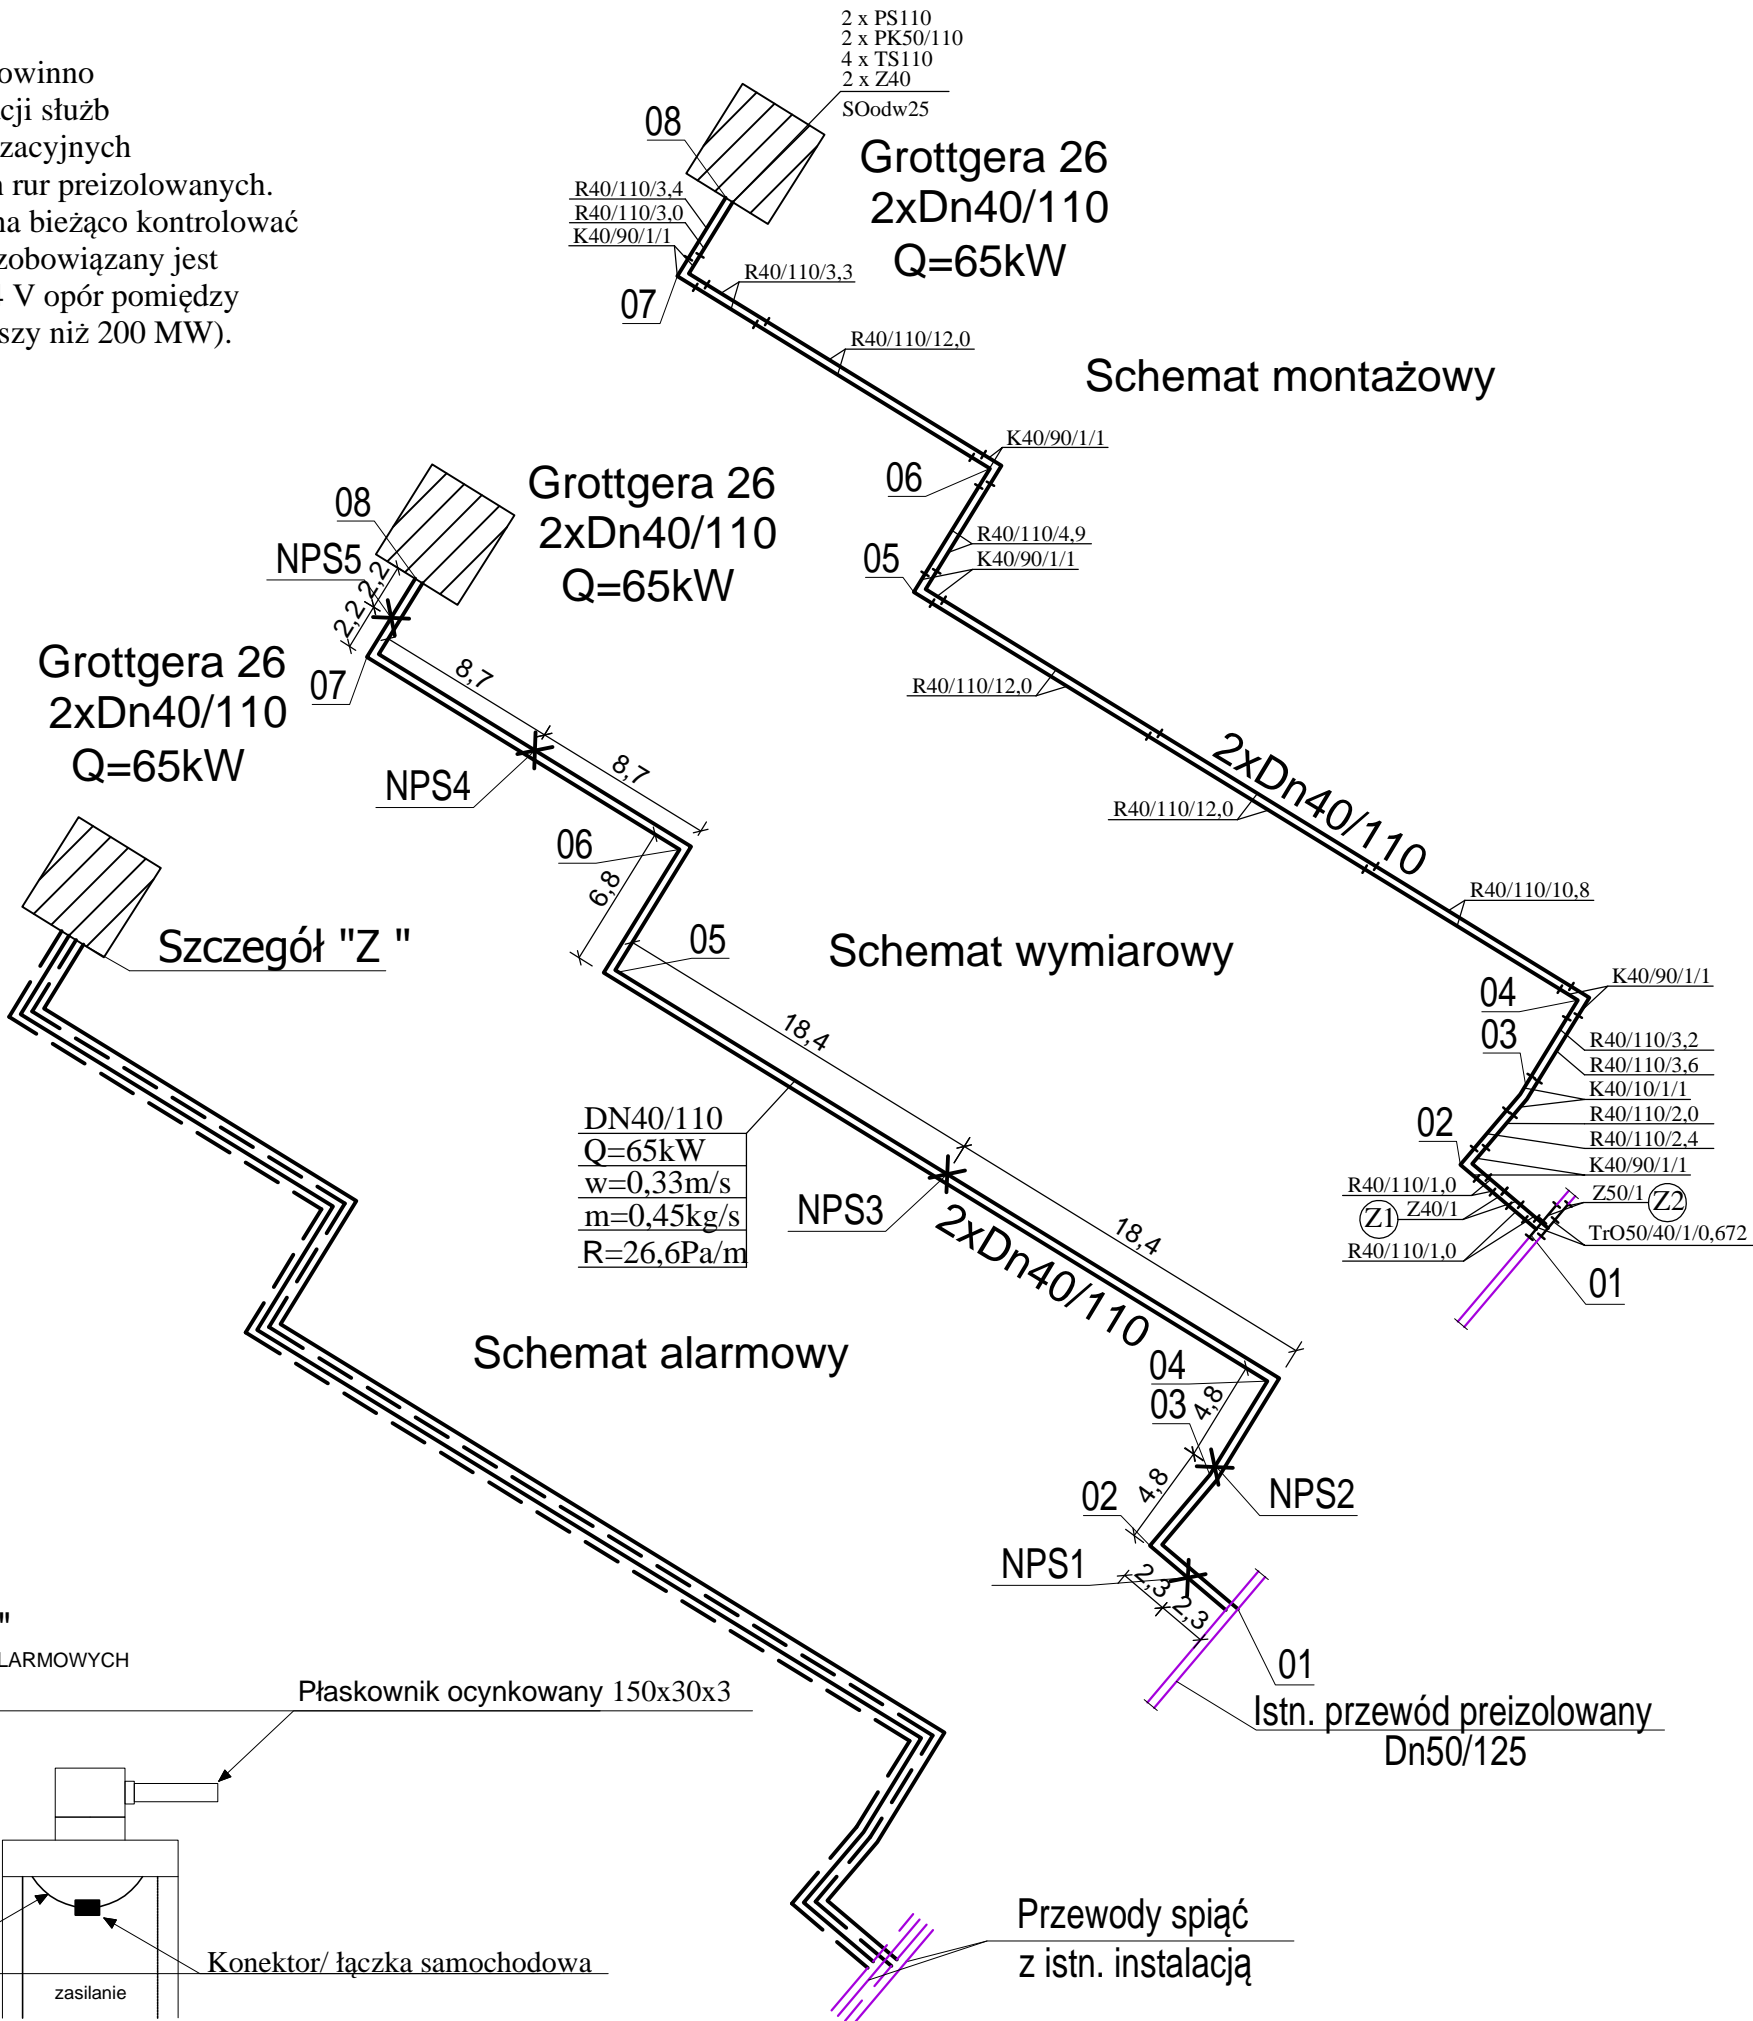 owinno
acji służb
zacyjnych
rur preizolowanych.
na bieżąco kontrolować
zobowiązany jest
V opór pomiędzy
szy niż 200 MW).
2 x PS110
2 x PK50/110
4 x TS110
2 x Z40
SOodw25
08
Grottgera 26
2xDn40/110
Q=65kW
R40/110/3,4
R40/110/3,0
K40/90/1/1
R40/110/3,3
07
R40/110/12,0
Schemat montażowy
K40/90/1/1
06
R40/110/4,9
05
K40/90/1/1
R40/110/12,0
2xDn40/110
R40/110/12,0
R40/110/10,8
K40/90/1/1
04
03
R40/110/3,2
R40/110/3,6
K40/10/1/1
R40/110/2,0
02
R40/110/2,4
K40/90/1/1
R40/110/1,0
Z50/1
Z2
Z1
Z40/1
TrO50/40/1/0,672
R40/110/1,0
01
Grottgera 26
2xDn40/110
Q=65kW
08
NPS5
2,2
2,2
07
8,7
NPS4
8,7
06
6,8
05
Schemat wymiarowy
18,4
DN40/110
Q=65kW
w=0,33m/s
m=0,45kg/s
R=26,6Pa/m
NPS3
2xDn40/110
18,4
04
4,8
03
4,8
02
NPS2
NPS1
2,3
2,3
01
Istn. przewód preizolowany
Dn50/125
Grottgera 26
2xDn40/110
Q=65kW
Szczegół "Z "
Schemat alarmowy
Przewody spiąć
z istn. instalacją
"
LARMOWYCH
Płaskownik ocynkowany 150x30x3
Konektor/ łączka samochodowa
zasilanie